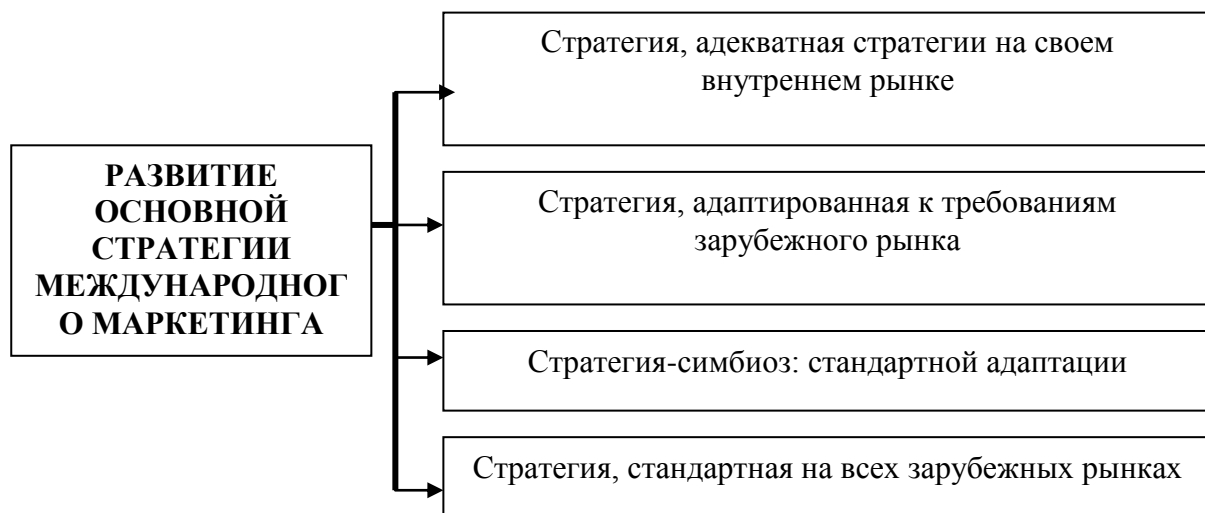 Стратегия, адекватная стратегии на своем
внутреннем рынке
РАЗВИТИЕ
ОСНОВНОЙ
СТРАТЕГИИ
МЕЖДУНАРОДНОГ
О МАРКЕТИНГА
Стратегия, адаптированная к требованиям
зарубежного рынка
Стратегия-симбиоз: стандартной адаптации
Стратегия, стандартная на всех зарубежных рынках